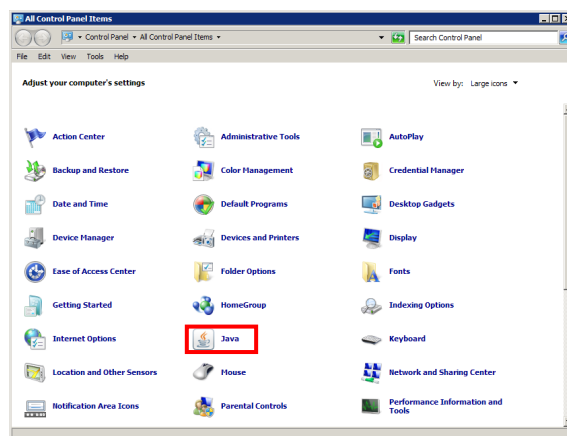 All Control Panel Items
Control Panel All Control Panel Items Search Control Panel
File Edit View Tools Help
Adjust your computer's settings View by: Large icons
Action Center Administrative Tools AutoPlay
Backup and Restore Color Management Credential Manager
Date and Time Default Programs Desktop Gadgets
Device Manager Devices and Printers Display
Ease of Access Center Folder Options Fonts
Getting Started HomeGroup Indexing Options
Internet Options Java Keyboard
Location and Other Sensors Mouse Network and Sharing Center
Notification Area Icons Parental Controls Performance Information and
Tools